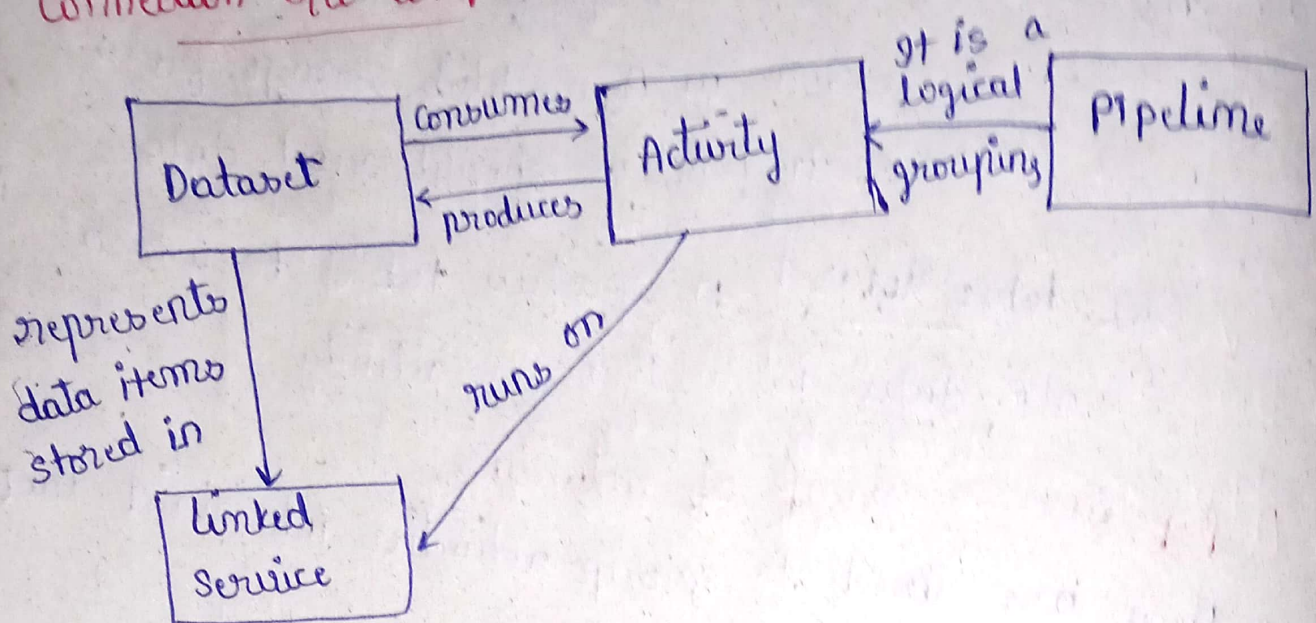 Dataset
consumes
produces
Activity
It is a
logical
grouping
Pipeline
represents
data items
stored in
runs on
Linked
Service